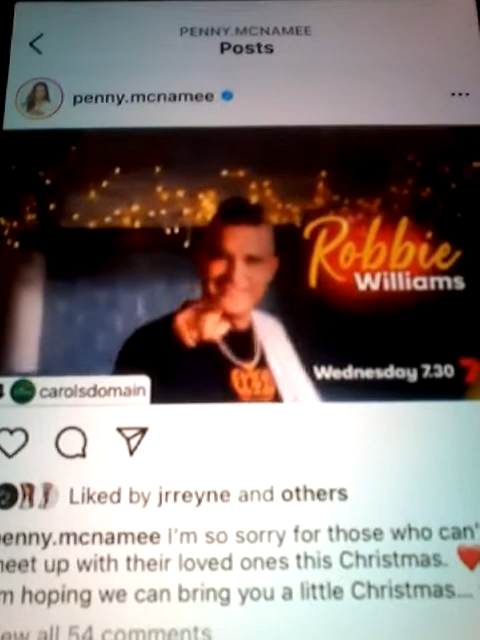 PENNY.MCNAMEE
Posts
penny.mcnamee
Robbie
Williams
Wednesday 7.30 7
carolsdomain
Liked by jrreyne and others
penny.mcnamee I'm so sorry for those who can'
meet up with their loved ones this Christmas.
m hoping we can bring you a little Christmas...
all 54 comments